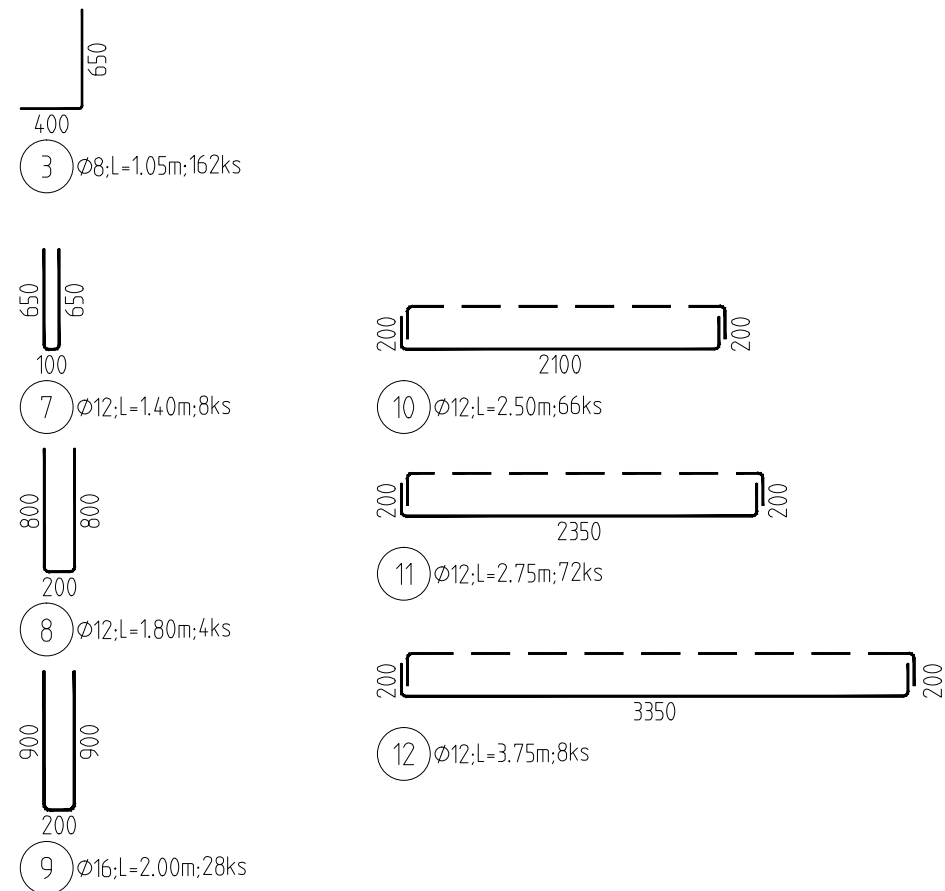 650
400
3 Ø8;L=1.05m;162ks
650 650
100
7 Ø12;L=1.40m;8ks
800 800
200
8 Ø12;L=1.80m;4ks
900 900
200
9 Ø16;L=2.00m;28ks
200 200
2100
10 Ø12;L=2.50m;66ks
200 200
2350
11 Ø12;L=2.75m;72ks
200 200
3350
12 Ø12;L=3.75m;8ks